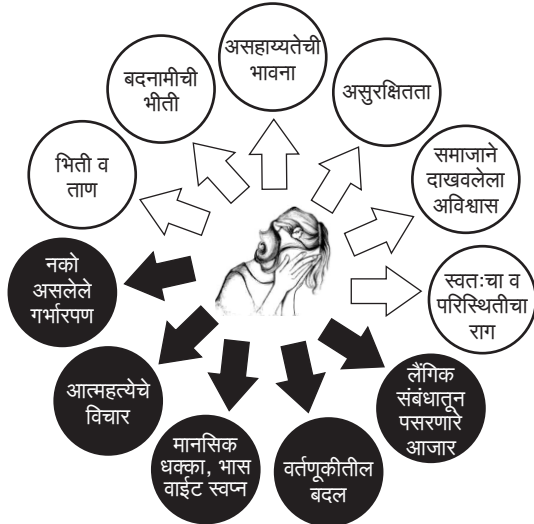 असहाय्यतेची
भावना
असुरक्षितता
समाजाने
दाखवलेला
अविश्वास
स्वतःचा व
परिस्थितीचा
राग
लैंगिक
संबंधातून
पसरणारे
आजार
वर्तणूकीतील
बदल
मानसिक
धक्का, भास
वाईट स्वप्न
आत्महत्येचे
विचार
नको
असलेले
गर्भारपण
भिती व
ताण
बदनामीची
भीती